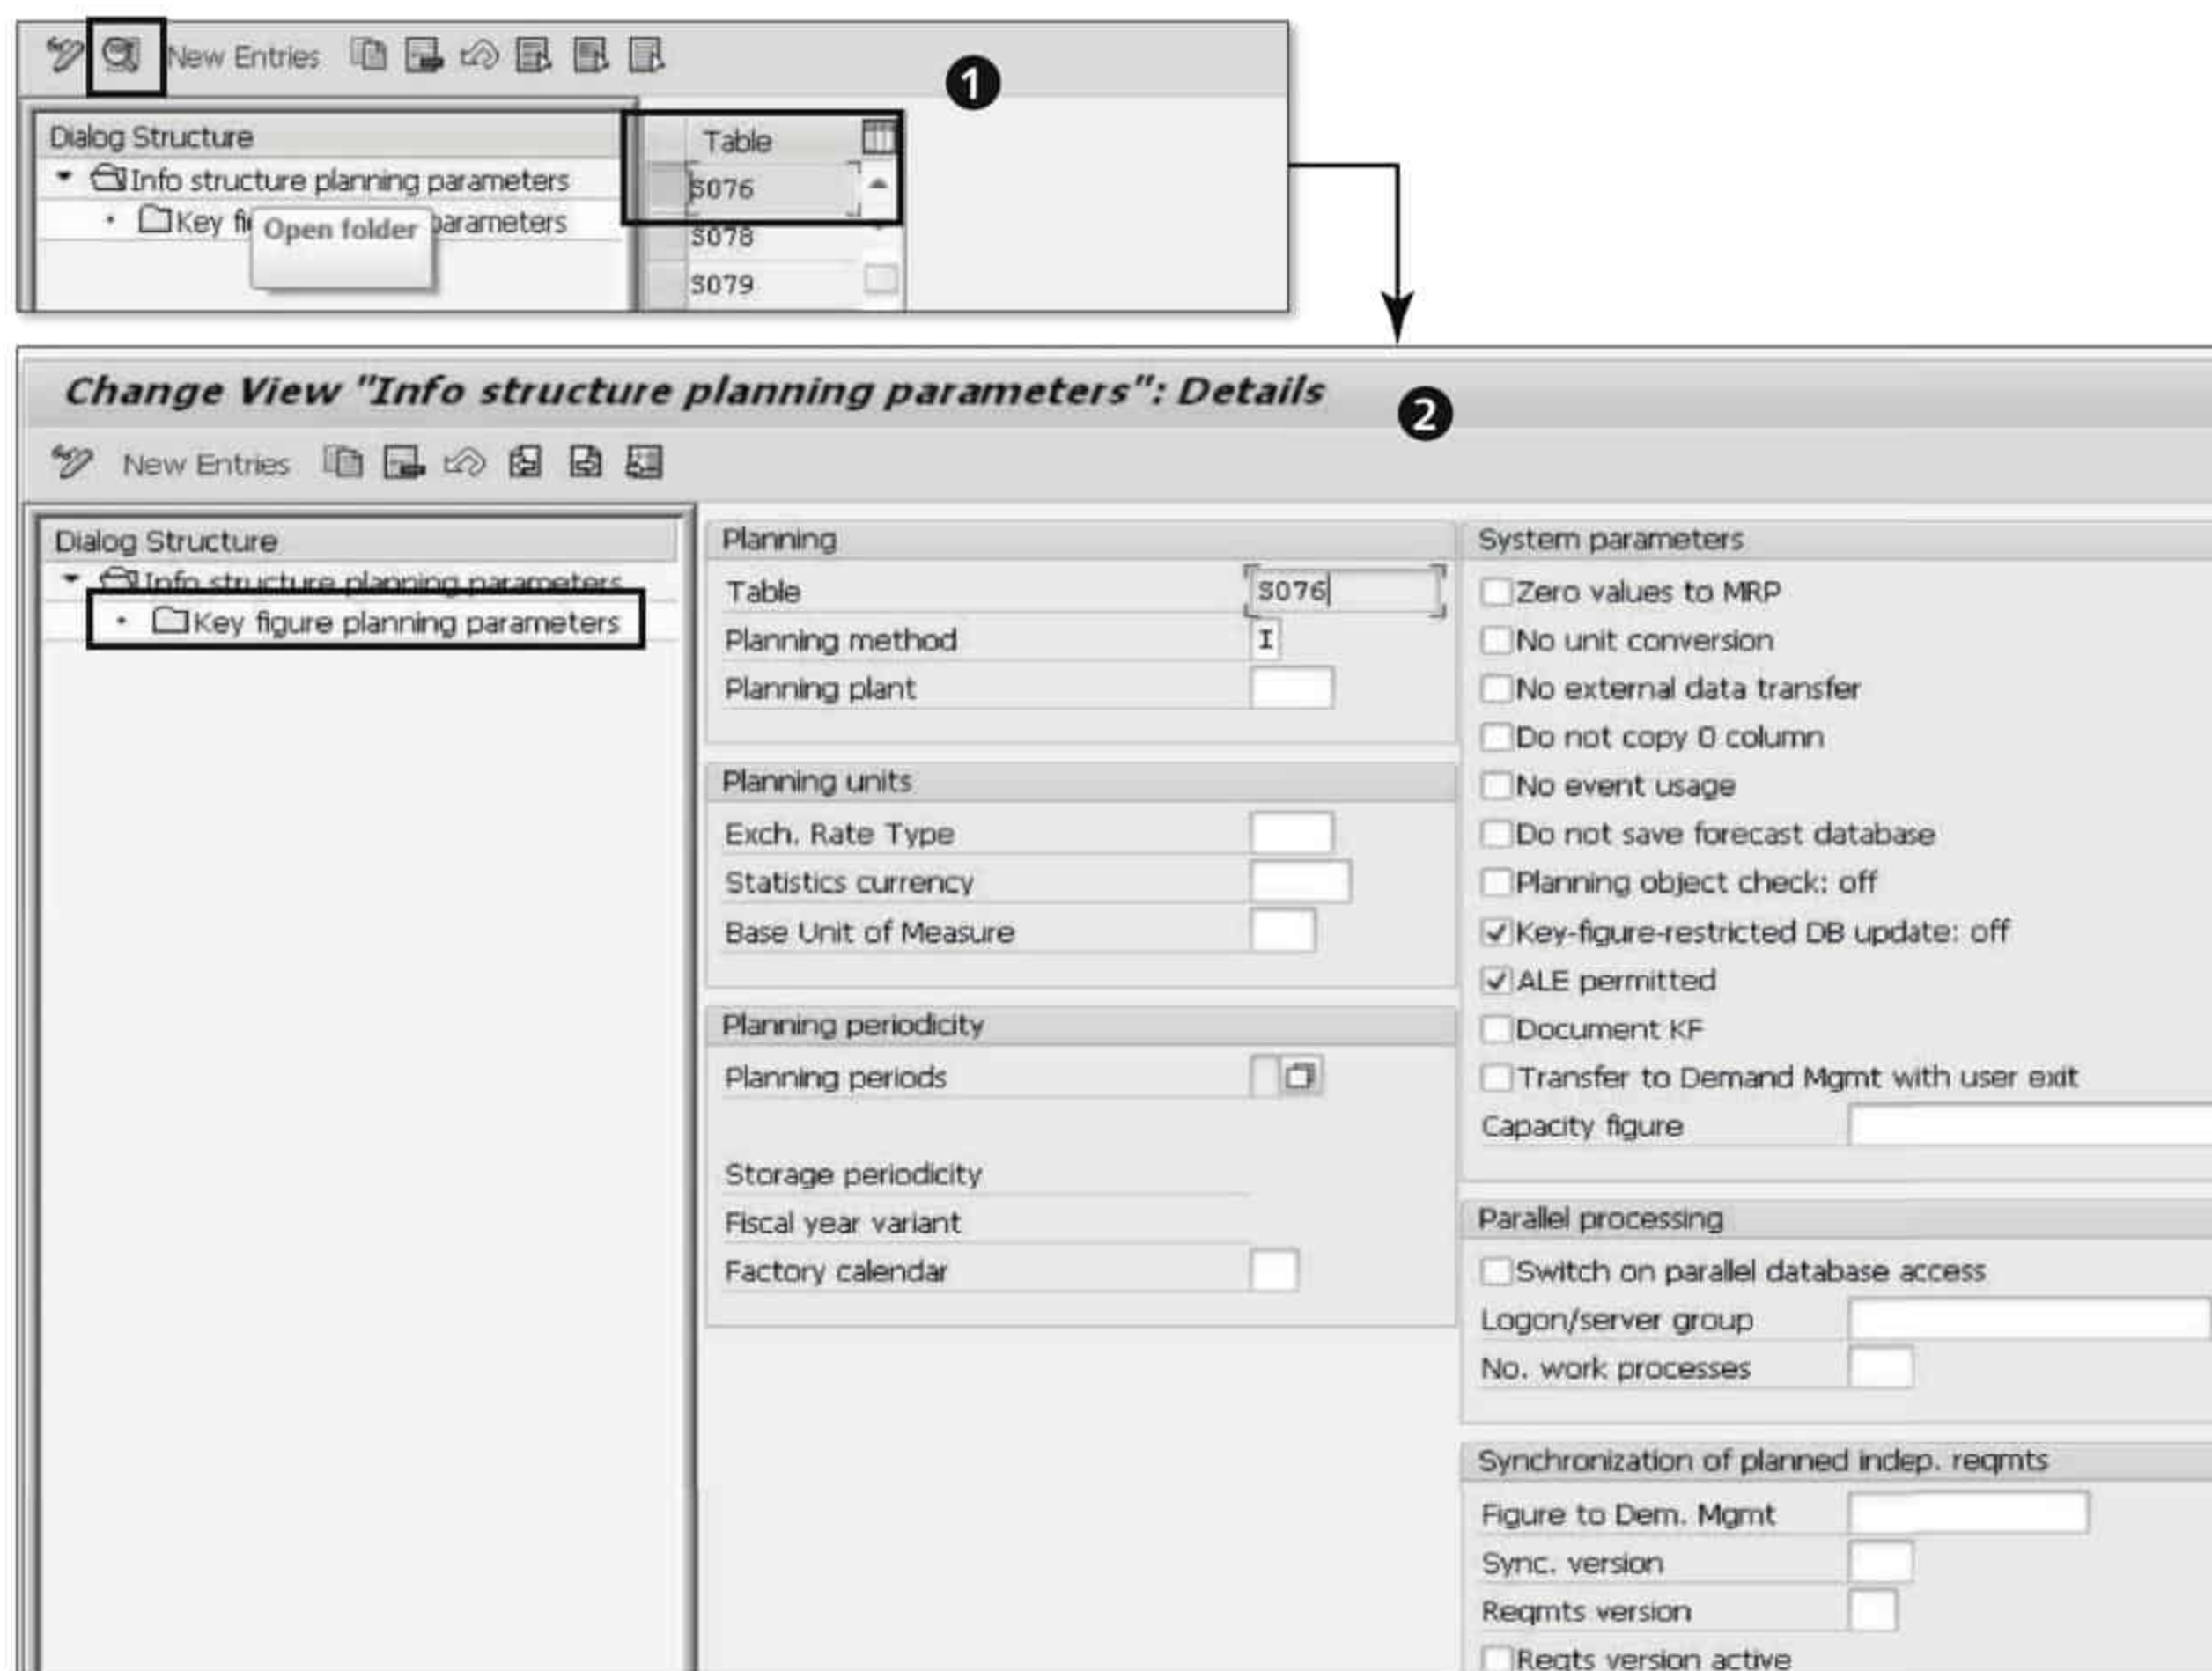 New Entries
1
Dialog Structure
Info structure planning parameters
Key fi
Open folder
parameters
Table
S076
S078
S079
Change View "Info structure planning parameters": Details
2
New Entries
Dialog Structure
Info structure planning parameters
Key figure planning parameters
Planning
Table S076
Planning method I
Planning plant
Planning units
Exch. Rate Type
Statistics currency
Base Unit of Measure
Planning periodicity
Planning periods
Storage periodicity
Fiscal year variant
Factory calendar
System parameters
Zero values to MRP
No unit conversion
No external data transfer
Do not copy 0 column
No event usage
Do not save forecast database
Planning object check: off
Key-figure-restricted DB update: off
ALE permitted
Document KF
Transfer to Demand Mgmt with user exit
Capacity figure
Parallel processing
Switch on parallel database access
Logon/server group
No. work processes
Synchronization of planned indep. reqmts
Figure to Dem. Mgmt
Sync. version
Reqmts version
Reqts version active